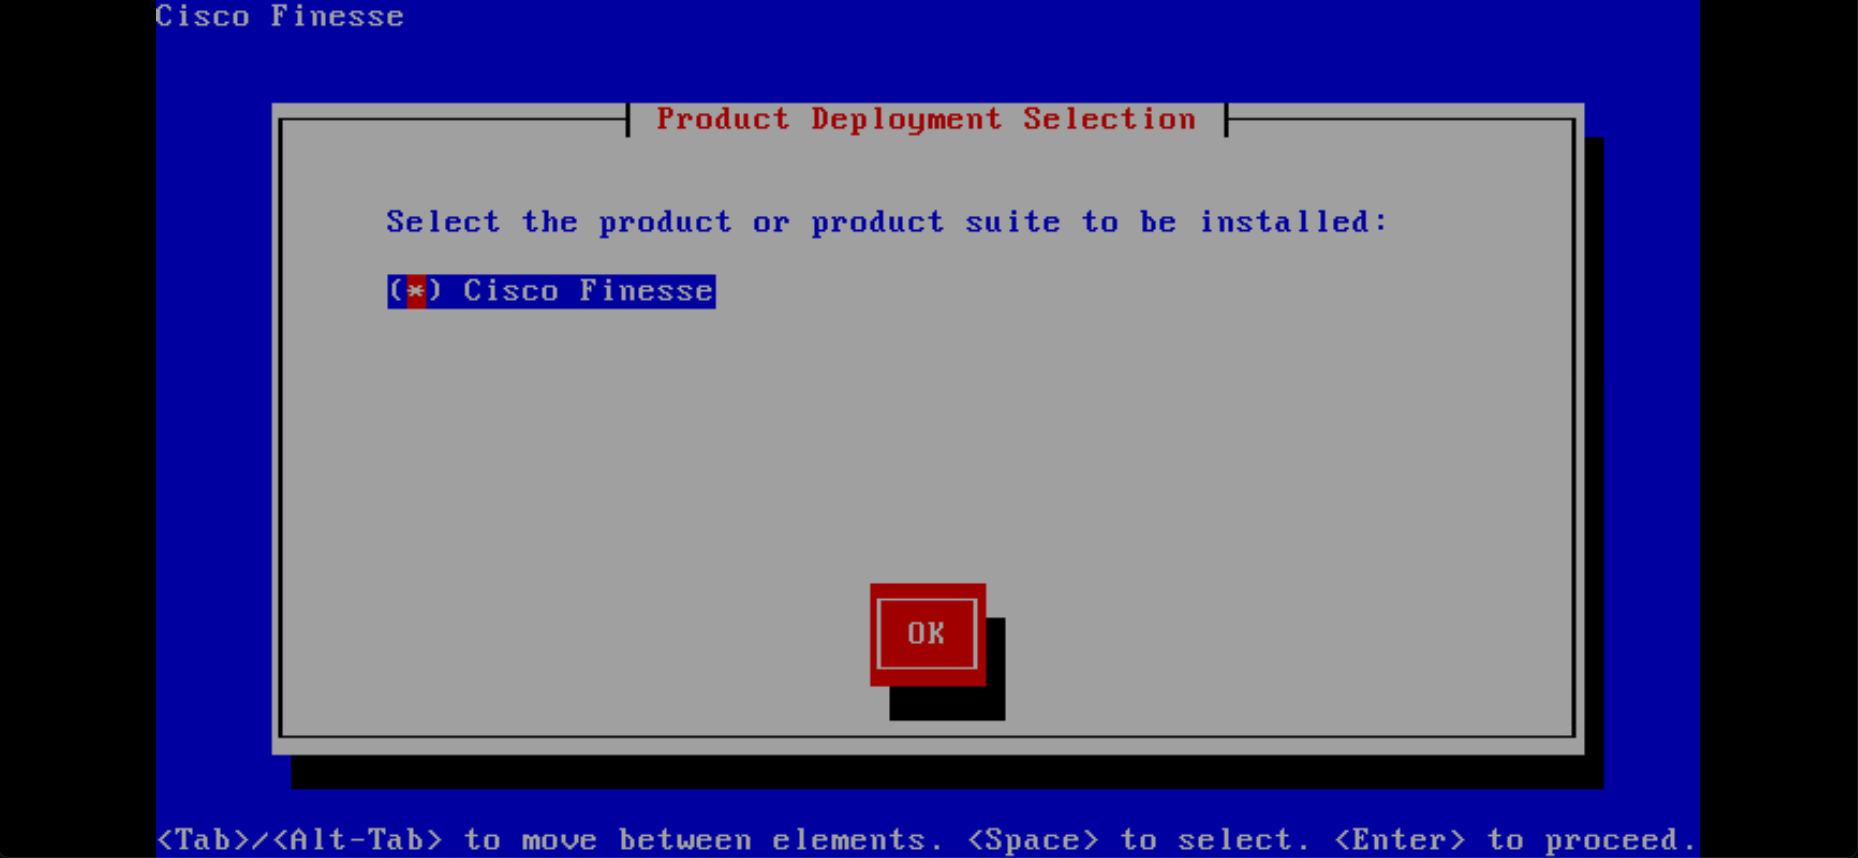 Cisco Finesse
Product Deployment Selection
Select the product or product suite to be installed:
(*) Cisco Finesse
OK
<Tab>/<Alt-Tab> to move between elements. <Space> to select. <Enter> to proceed.